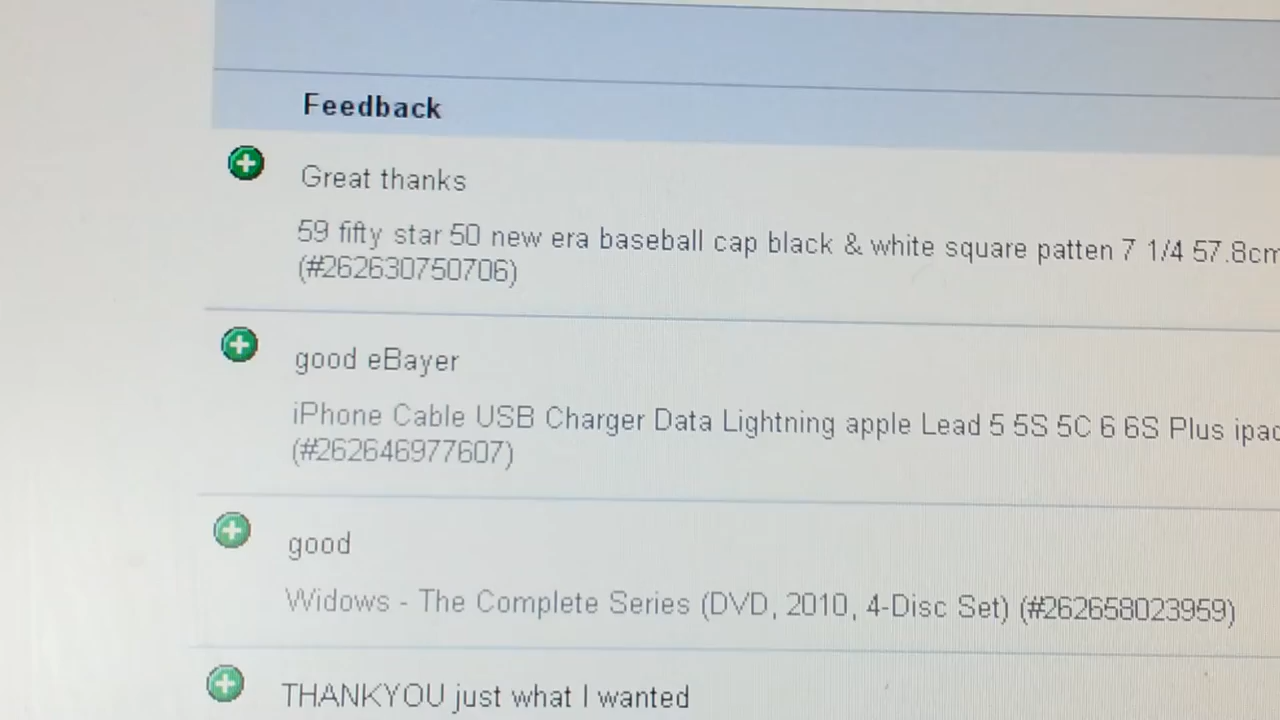 Feedback
Great thanks
59 fifty star 50 new era baseball cap black & white square patten 7 1/4 57.8cm
(#262630750706)
good eBayer
iPhone Cable USB Charger Data Lightning apple Lead 5 5S 5C 6 6S Plus ipad
(#262646977607)
good
Widows - The Complete Series (DVD, 2010, 4-Disc Set) (#262658023959)
THANKYOU just what I wanted